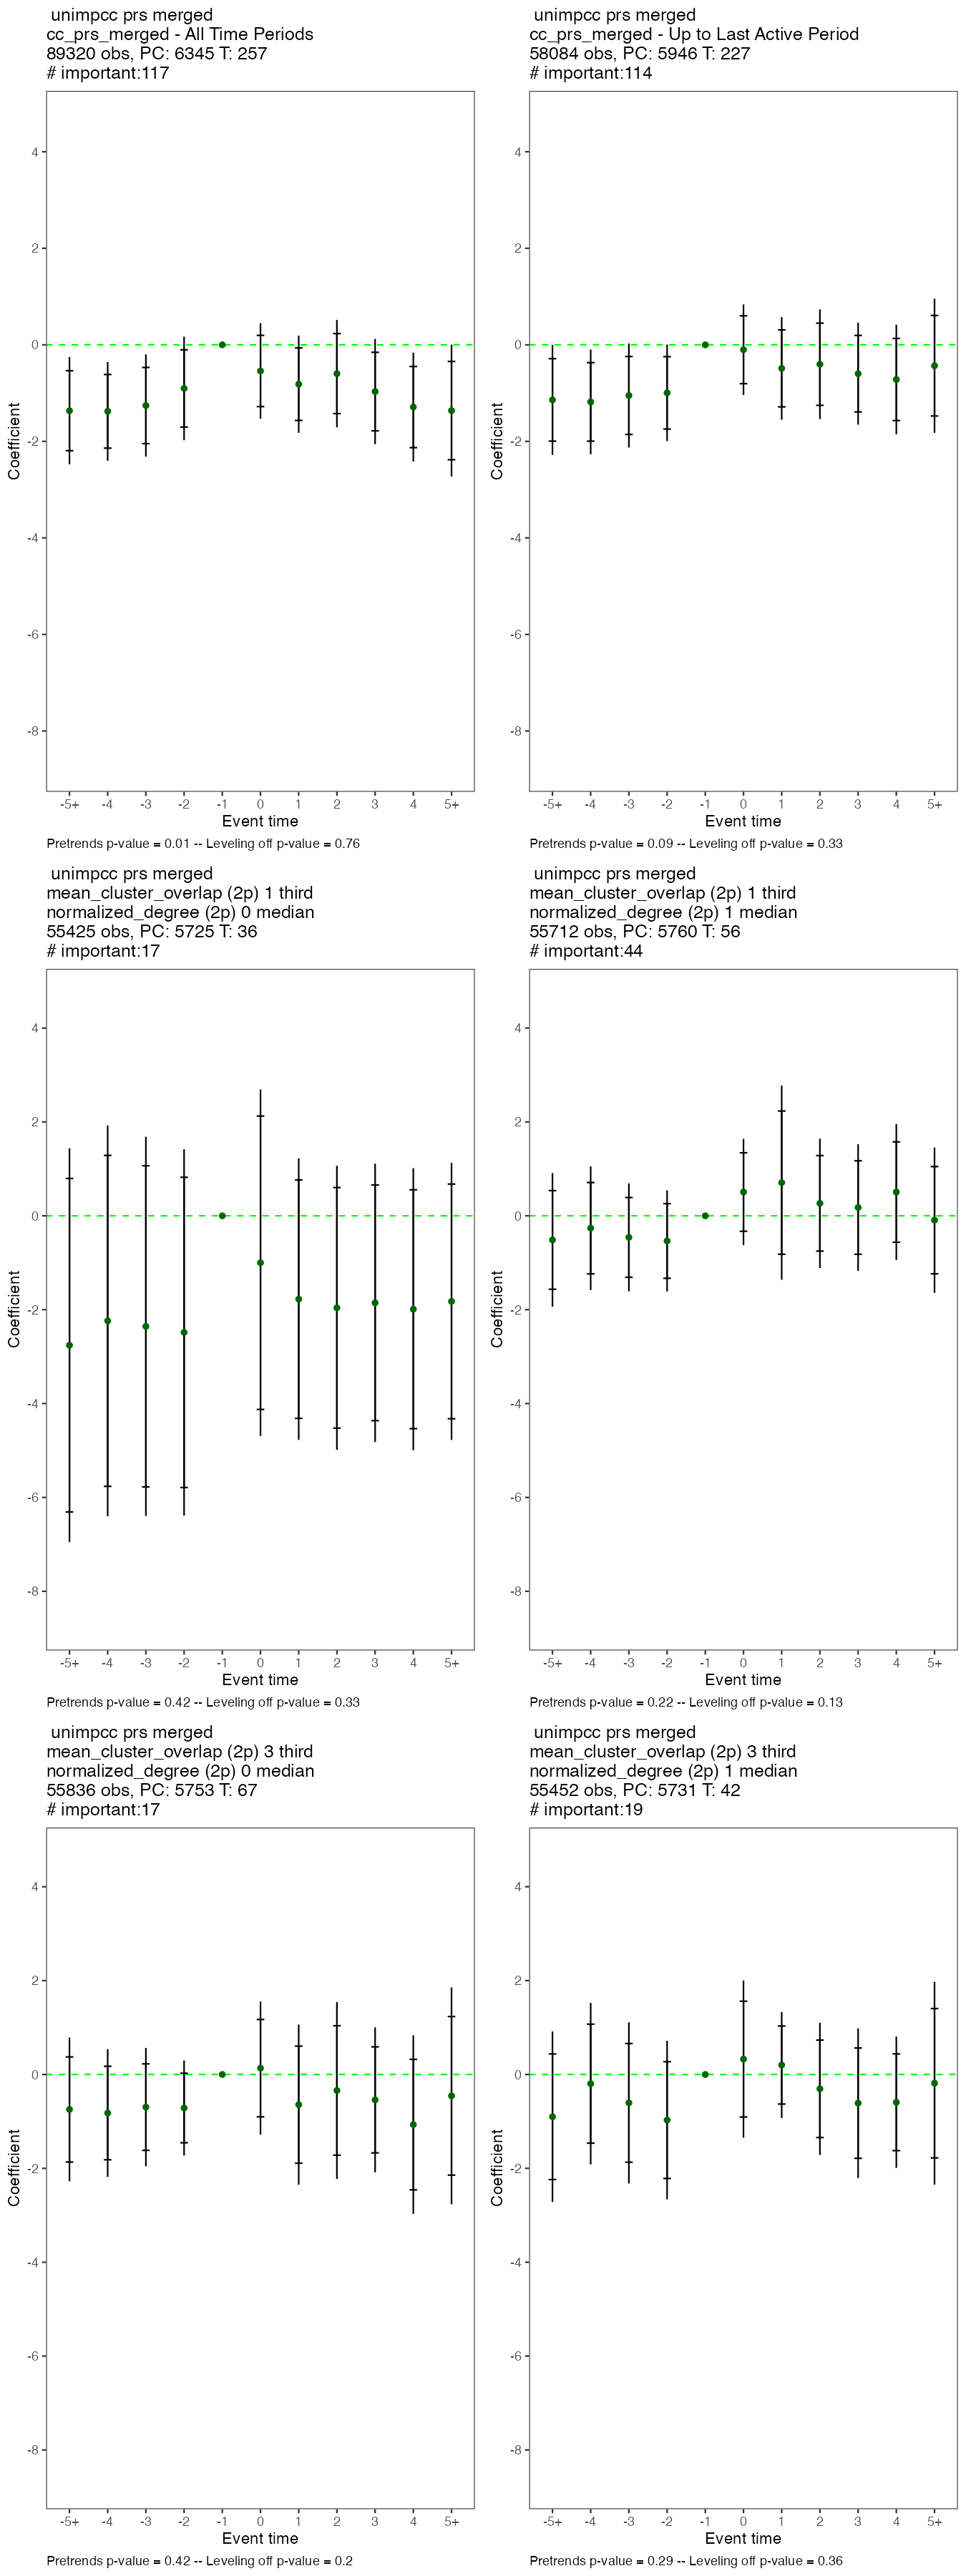 unimpcc prs merged
cc_prs_merged - All Time Periods
89320 obs, PC: 6345 T: 257
# important:117
4
2
0
-2
-4
-6
-8
Coefficient
-5+ -4 -3 -2 -1 0 1 2 3 4 5+
Event time
Pretrends p-value = 0.01 -- Leveling off p-value = 0.76
unimpcc prs merged
cc_prs_merged - Up to Last Active Period
58084 obs, PC: 5946 T: 227
# important:114
4
2
0
-2
-4
-6
-8
Coefficient
-5+ -4 -3 -2 -1 0 1 2 3 4 5+
Event time
Pretrends p-value = 0.09 -- Leveling off p-value = 0.33
unimpcc prs merged
mean_cluster_overlap (2p) 1 third
normalized_degree (2p) 0 median
55425 obs, PC: 5725 T: 36
# important:17
4
2
0
-2
-4
-6
-8
Coefficient
-5+ -4 -3 -2 -1 0 1 2 3 4 5+
Event time
Pretrends p-value = 0.42 -- Leveling off p-value = 0.33
unimpcc prs merged
mean_cluster_overlap (2p) 1 third
normalized_degree (2p) 1 median
55712 obs, PC: 5760 T: 56
# important:44
4
2
0
-2
-4
-6
-8
Coefficient
-5+ -4 -3 -2 -1 0 1 2 3 4 5+
Event time
Pretrends p-value = 0.22 -- Leveling off p-value = 0.13
unimpcc prs merged
mean_cluster_overlap (2p) 3 third
normalized_degree (2p) 0 median
55836 obs, PC: 5753 T: 67
# important:17
4
2
0
-2
-4
-6
-8
Coefficient
-5+ -4 -3 -2 -1 0 1 2 3 4 5+
Event time
Pretrends p-value = 0.42 -- Leveling off p-value = 0.2
unimpcc prs merged
mean_cluster_overlap (2p) 3 third
normalized_degree (2p) 1 median
55452 obs, PC: 5731 T: 42
# important:19
4
2
0
-2
-4
-6
-8
Coefficient
-5+ -4 -3 -2 -1 0 1 2 3 4 5+
Event time
Pretrends p-value = 0.29 -- Leveling off p-value = 0.36